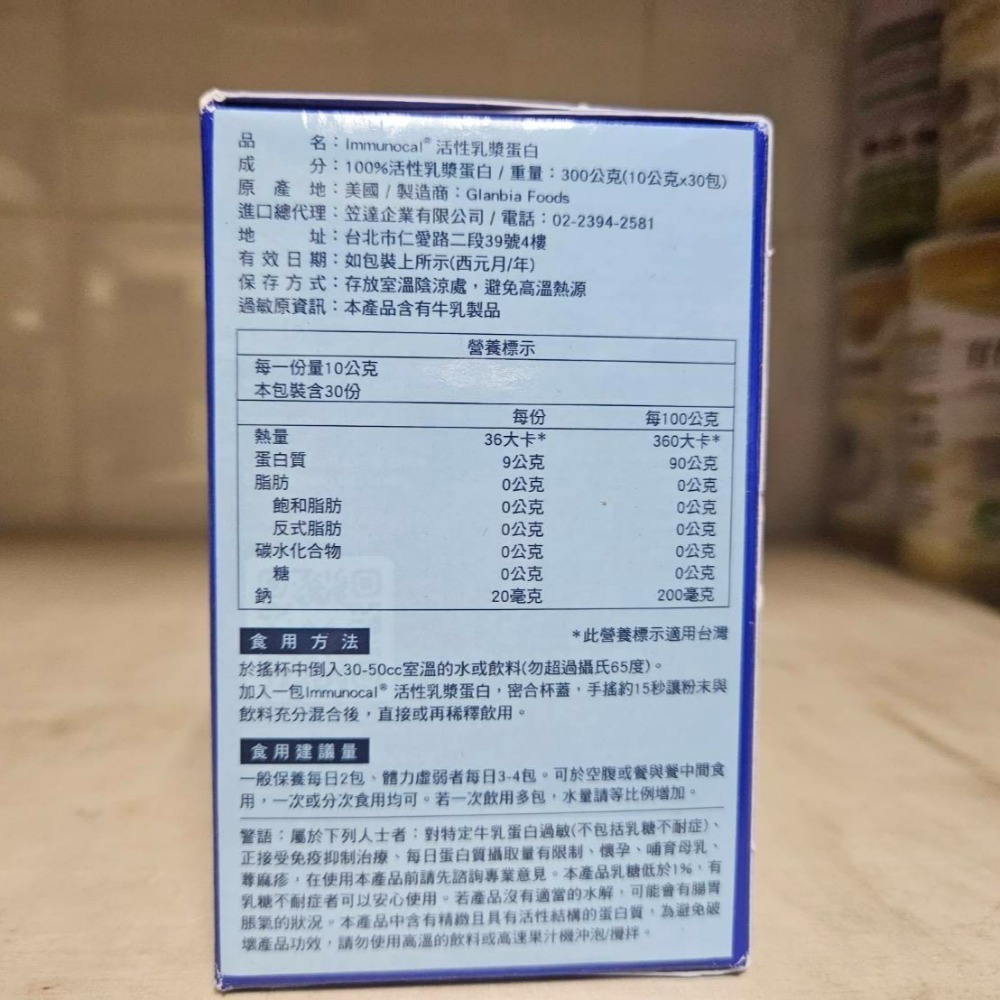 品名：Immunocal® 活性乳漿蛋白
成分：100%活性乳漿蛋白 / 重量：300公克(10公克x30包)
原產地：美國 / 製造商：Glanbia Foods
進口總代理：笠達企業有限公司 / 電話：02-2394-2581
地址：台北市仁愛路二段39號4樓
有效日期：如包裝上所示(西元月/年)
保存方式：存放室溫陰涼處，避免高溫熱源
過敏原資訊：本產品含有牛乳製品
營養標示
每一份量10公克
本包裝含30份
每份 每100公克
熱量 36大卡* 360大卡*
蛋白質 9公克 90公克
脂肪 0公克 0公克
飽和脂肪 0公克 0公克
反式脂肪 0公克 0公克
碳水化合物 0公克 0公克
糖 0公克 0公克
鈉 20毫克 200毫克
*此營養標示適用台灣
食用方法
於搖杯中倒入30-50cc室溫的水或飲料(勿超過攝氏65度)。
加入一包Immunocal® 活性乳漿蛋白，密合杯蓋，手搖約15秒讓粉末與
飲料充分混合後，直接或再稀釋飲用。
食用建議量
一般保養每日2包、體力虛弱者每日3-4包。可於空腹或餐與餐中間食
用，一次或分次食用均可。若一次飲用多包，水量請等比例增加。
警語：屬於下列人士者：對特定牛乳蛋白過敏(不包括乳糖不耐症)、
正接受免疫抑制治療、每日蛋白質攝取量有限制、懷孕、哺育母乳、
蕁麻疹，在使用本產品前請先諮詢專業意見。本產品乳糖低於1%，有
乳糖不耐症者可以安心使用。若產品沒有適當的水解，可能會有腸胃
脹氣的狀況。本產品中含有精緻且具有活性結構的蛋白質，為避免破
壞產品功效，請勿使用高溫的飲料或高速果汁機沖泡/攪拌。